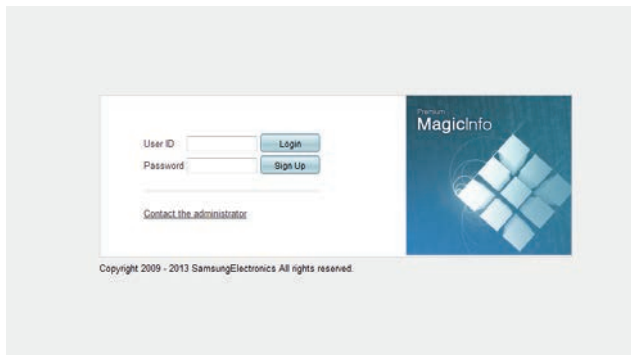 Premium
MagicInfo
User ID
Login
Password
Sign Up
Contact the administrator
Copyright 2009 - 2013 SamsungElectronics All rights reserved.